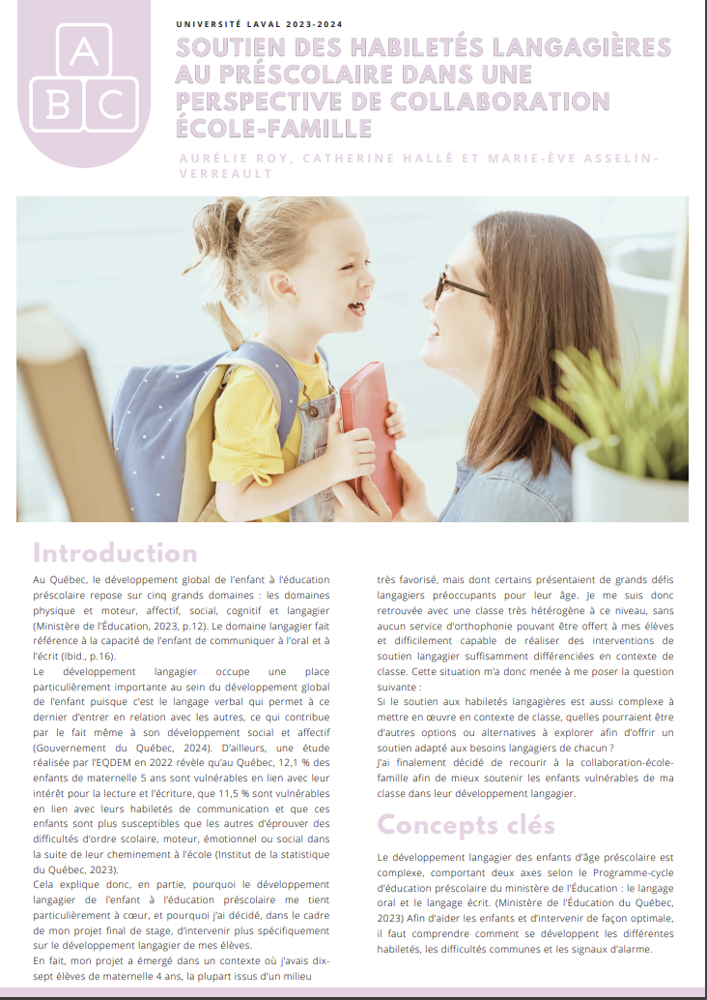 A
B C
UNIVERSITÉ LAVAL 2023-2024
SOUTIEN DES HABILETÉS LANGAGIÈRES
AU PRÉSCOLAIRE DANS UNE
PERSPECTIVE DE COLLABORATION
ÉCOLE-FAMILLE
AURÉLIE ROY, CATHERINE HALLÉ ET MARIE-ÈVE ASSELIN-
VERREAULT
Introduction
Au Québec, le développement global de l'enfant à l'éducation
préscolaire repose sur cinq grands domaines : les domaines
physique et moteur, affectif, social, cognitif et langagier
(Ministère de l'Éducation, 2023, p.12). Le domaine langagier fait
référence à la capacité de l'enfant de communiquer à l'oral et à
l'écrit (Ibid., p.16).
Le développement langagier occupe une place
particulièrement importante au sein du développement global
de l'enfant puisque c'est le langage verbal qui permet à ce
dernier d'entrer en relation avec les autres, ce qui contribue
par le fait même à son développement social et affectif
(Gouvernement du Québec, 2024). D'ailleurs, une étude
réalisée par l'EQDEM en 2022 révèle qu'au Québec, 12,1 % des
enfants de maternelle 5 ans sont vulnérables en lien avec leur
intérêt pour la lecture et l'écriture, que 11,5 % sont vulnérables
en lien avec leurs habiletés de communication et que ces
enfants sont plus susceptibles que les autres d'éprouver des
difficultés d'ordre scolaire, moteur, émotionnel ou social dans
la suite de leur cheminement à l'école (Institut de la statistique
du Québec, 2023).
Cela explique donc, en partie, pourquoi le développement
langagier de l'enfant à l'éducation préscolaire me tient
particulièrement à cœur, et pourquoi j'ai décidé, dans le cadre
de mon projet final de stage, d'intervenir plus spécifiquement
sur le développement langagier de mes élèves.
En fait, mon projet a émergé dans un contexte où j'avais dix-
sept élèves de maternelle 4 ans, la plupart issus d'un milieu
très favorisé, mais dont certains présentaient de grands défis
langagiers préoccupants pour leur âge. Je me suis donc
retrouvée avec une classe très hétérogène à ce niveau, sans
aucun service d'orthophonie pouvant être offert à mes élèves
et difficilement capable de réaliser des interventions de
soutien langagier suffisamment différenciées en contexte de
classe. Cette situation m'a donc menée à me poser la question
suivante :
Si le soutien aux habiletés langagières est aussi complexe à
mettre en œuvre en contexte de classe, quelles pourraient être
d'autres options ou alternatives à explorer afin d'offrir un
soutien adapté aux besoins langagiers de chacun ?
J'ai finalement décidé de recourir à la collaboration-école-
famille afin de mieux soutenir les enfants vulnérables de ma
classe dans leur développement langagier.
Concepts clés
Le développement langagier des enfants d'âge préscolaire est
complexe, comportant deux axes selon le Programme-cycle
d'éducation préscolaire du ministère de l'Éducation : le langage
oral et le langage écrit. (Ministère de l'Éducation du Québec,
2023) Afin d'aider les enfants et d'intervenir de façon optimale,
il faut comprendre comment se développent les différentes
habiletés, les difficultés communes et les signaux d'alarme.